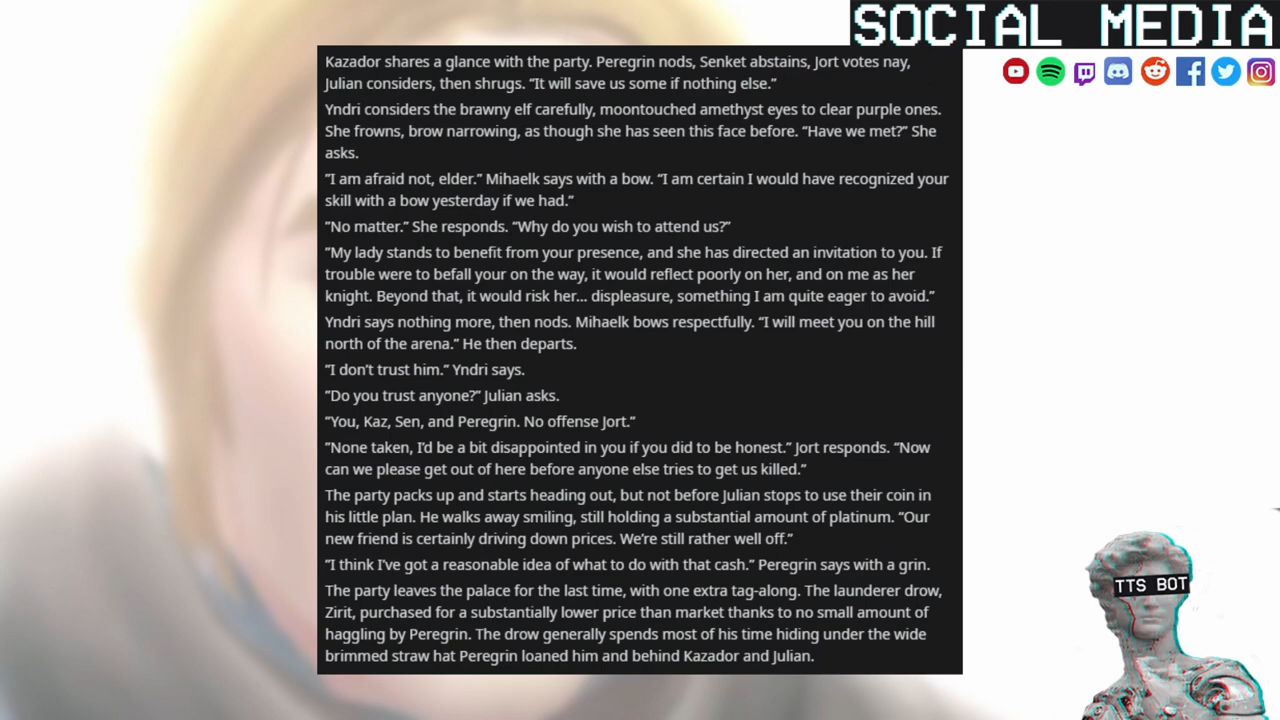 SOCIAL MEDIA
Kazador shares a glance with the party. Peregrin nods, Senket abstains, Jort votes nay,
Julian considers, then shrugs. “It will save us some if nothing else.”
Yndri considers the brawny elf carefully, moontouched amethyst eyes to clear purple ones.
She frowns, brow narrowing, as though she has seen this face before. “Have we met?” She
asks.
“I am afraid not, elder.” Mihaelk says with a bow. “I am certain I would have recognized your
skill with a bow yesterday if we had.”
“No matter.” She responds. “Why do you wish to attend us?”
“My lady stands to benefit from your presence, and she has directed an invitation to you. If
trouble were to befall your on the way, it would reflect poorly on her, and on me as her
knight. Beyond that, it would risk her... displeasure, something I am quite eager to avoid.”
Yndri says nothing more, then nods. Mihaelk bows respectfully. “I will meet you on the hill
north of the arena.” He then departs.
“I don’t trust him.” Yndri says.
“Do you trust anyone?” Julian asks.
“You, Kaz, Sen, and Peregrin. No offense Jort.”
“None taken, I’d be a bit disappointed in you if you did to be honest.” Jort responds. “Now
can we please get out of here before anyone else tries to get us killed.”
The party packs up and starts heading out, but not before Julian stops to use their coin in
his little plan. He walks away smiling, still holding a substantial amount of platinum. “Our
new friend is certainly driving down prices. We’re still rather well off.”
“I think I’ve got a reasonable idea of what to do with that cash.” Peregrin says with a grin.
The party leaves the palace for the last time, with one extra tag-along. The launderer drow,
Zirit, purchased for a substantially lower price than market thanks to no small amount of
haggling by Peregrin. The drow generally spends most of his time hiding under the wide
brimmed straw hat Peregrin loaned him and behind Kazador and Julian.
TTS BOT